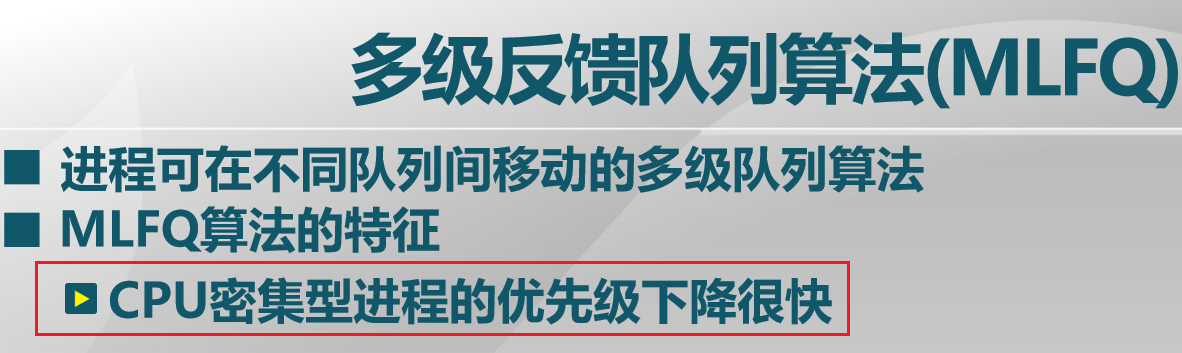 多级反馈队列算法(MLFQ)
进程可在不同队列间移动的多级队列算法
MLFQ算法的特征
CPU密集型进程的优先级下降很快